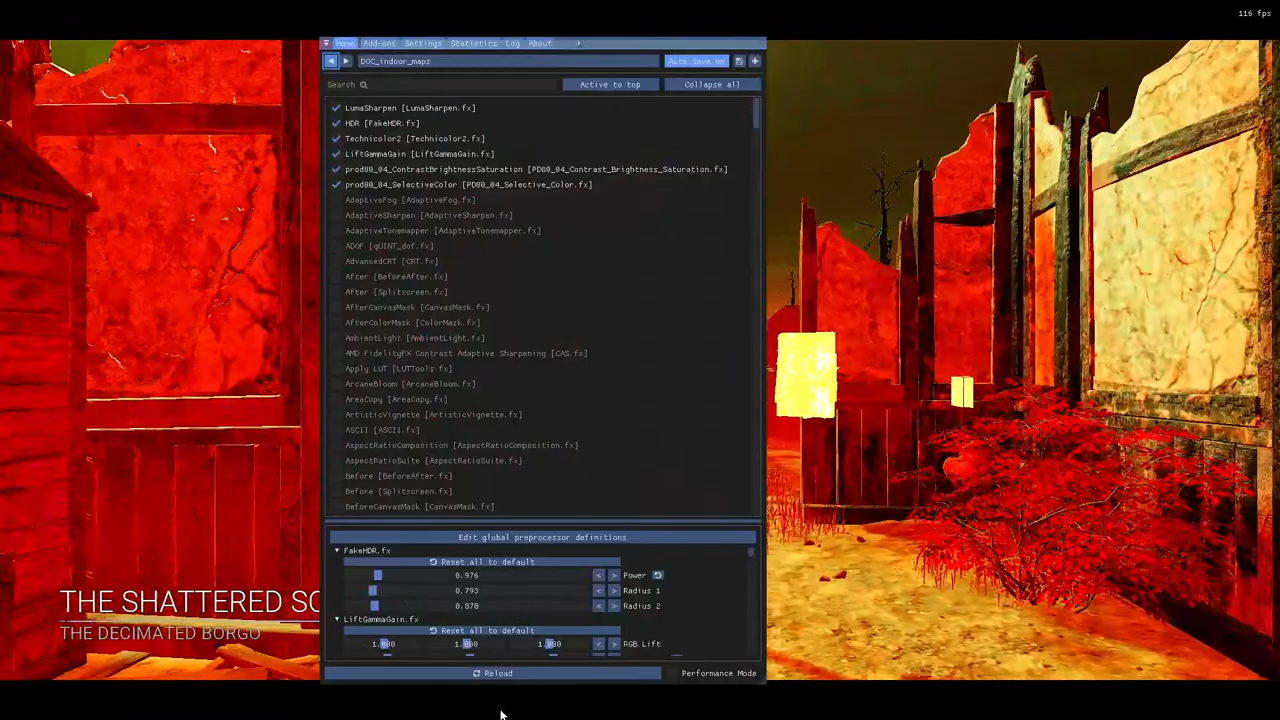 116 fps
Home Add-ons Settings Statistics Log About
DOC_indoor_maps Auto Save on
Search Active to top Collapse all
LumaSharpen [LumaSharpen.fx]
HDR [FakeHDR.fx]
Technicolor2 [Technicolor2.fx]
LiftGammaGain [LiftGammaGain.fx]
prod80_04_ContrastBrightnessSaturation [PD80_04_Contrast_Brightness_Saturation.fx]
prod80_04_SelectiveColor [PD80_04_Selective_Color.fx]
AdaptiveFog [AdaptiveFog.fx]
AdaptiveSharpen [AdaptiveSharpen.fx]
AdaptiveTonemapper [AdaptiveTonemapper.fx]
ADOF [qUINT_dof.fx]
AdvancedCRT [CRT.fx]
After [BeforeAfter.fx]
After [Splitscreen.fx]
AfterCanvasMask [CanvasMask.fx]
AfterColorMask [ColorMask.fx]
AmbientLight [AmbientLight.fx]
AMD FidelityFX Contrast Adaptive Sharpening [CAS.fx]
Apply LUT [LUTTools.fx]
ArcaneBloom [ArcaneBloom.fx]
AreaCopy [AreaCopy.fx]
ArtisticVignette [ArtisticVignette.fx]
ASCII [ASCII.fx]
AspectRatioComposition [AspectRatioComposition.fx]
AspectRatioSuite [AspectRatioSuite.fx]
Before [BeforeAfter.fx]
Before [Splitscreen.fx]
BeforeCanvasMask [CanvasMask.fx]
Edit global preprocessor definitions
FakeHDR.fx
Reset all to default
0.976 < > Power
0.793 < > Radius 1
0.870 < > Radius 2
LiftGammaGain.fx
Reset all to default
1.000 1.000 1.000 < > RGB Lift
Reload Performance Mode
THE SHATTERED
THE DECIMATED BORGO